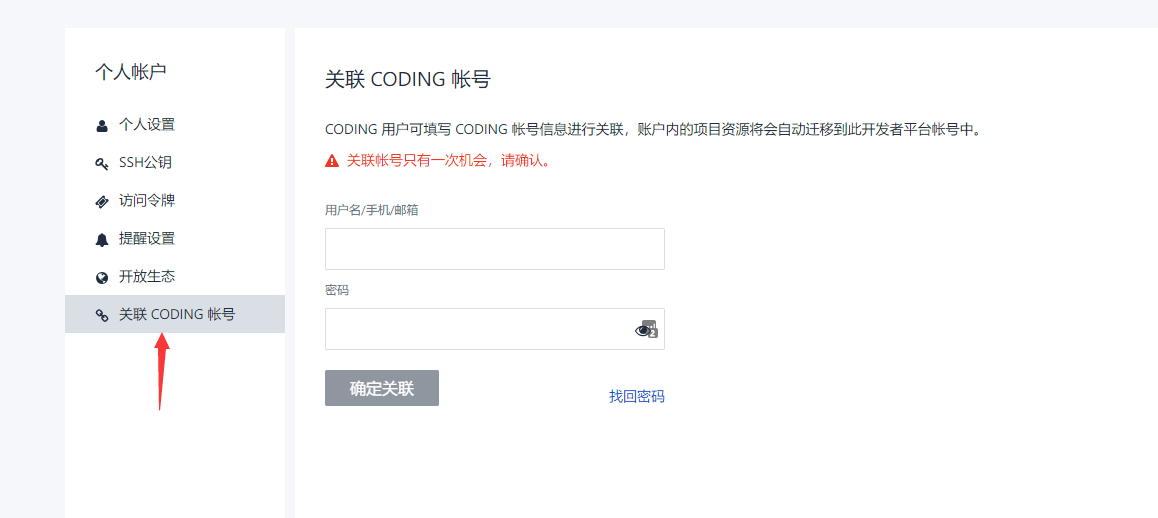 个人帐户
个人设置
SSH公钥
访问令牌
提醒设置
开放生态
关联 CODING 帐号
关联 CODING 帐号
CODING 用户可填写 CODING 帐号信息进行关联，账户内的项目资源将会自动迁移到此开发者平台帐号中。
关联帐号只有一次机会，请确认。
用户名/手机/邮箱
密码
2
确定关联
找回密码